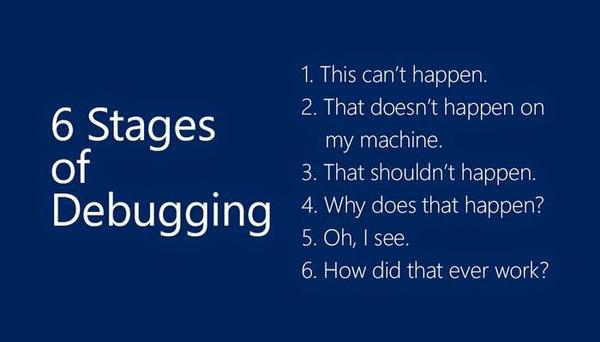 6 Stages
of
Debugging
1. This can't happen.
2. That doesn't happen on
my machine.
3. That shouldn't happen.
4. Why does that happen?
5. Oh, I see.
6. How did that ever work?